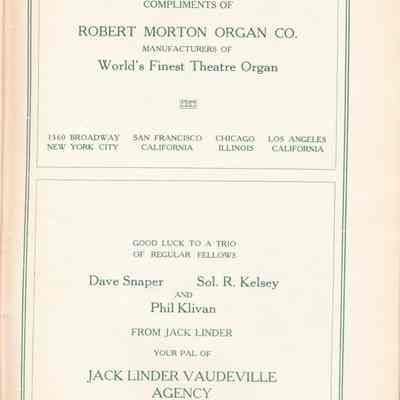 COMPLIMENTS OF
ROBERT MORTON ORGAN CO.
MANUFACTURERS OF
World's Finest Theatre Organ
1560 BROADWAY SAN FRANCISCO CHICAGO LOS ANGELES
NEW YORK CITY CALIFORNIA ILLINOIS CALIFORNIA
GOOD LUCK TO A TRIO
OF REGULAR FELLOWS
Dave Snaper Sol. R. Kelsey
AND
Phil Klivan
FROM JACK LINDER
YOUR PAL OF
JACK LINDER VAUDEVILLE
AGENCY